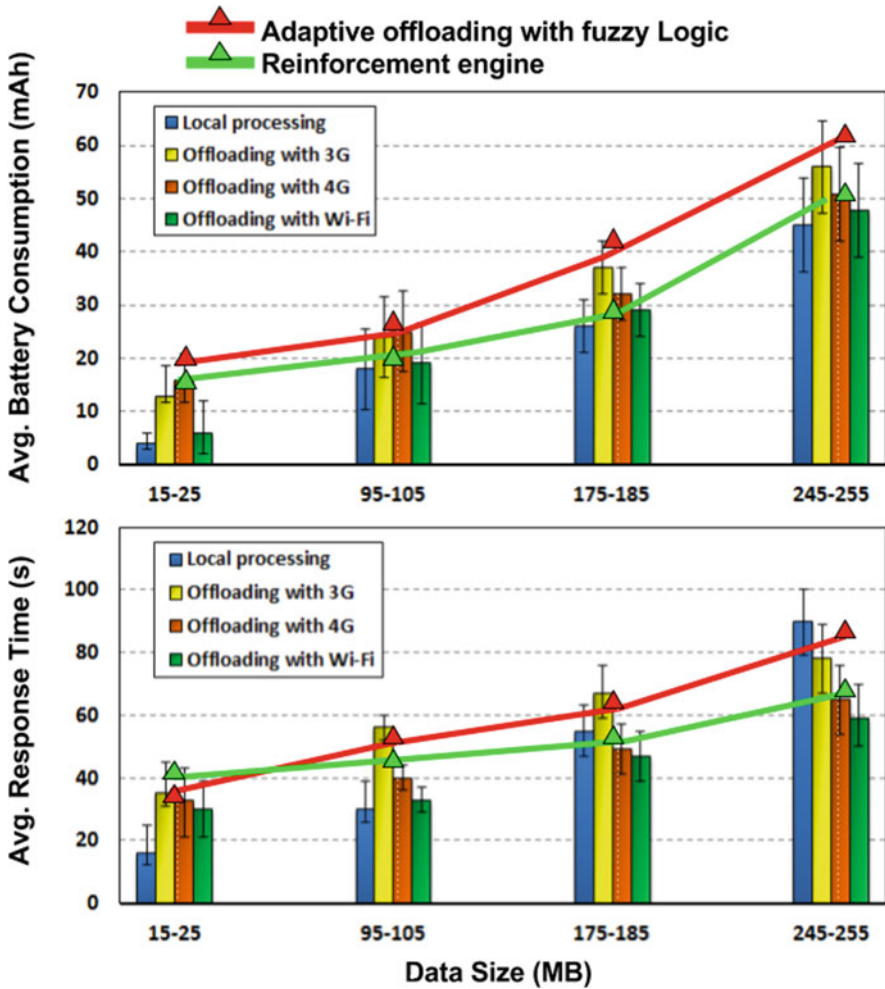 Adaptive offloading with fuzzy Logic
Reinforcement engine
Avg. Battery Consumption (mAh)
70
60
50
40
30
20
10
0
Local processing
Offloading with 3G
Offloading with 4G
Offloading with Wi-Fi
15-25 95-105 175-185 245-255
Avg. Response Time (s)
120
100
80
60
40
20
0
Local processing
Offloading with 3G
Offloading with 4G
Offloading with Wi-Fi
15-25 95-105 175-185 245-255
Data Size (MB)